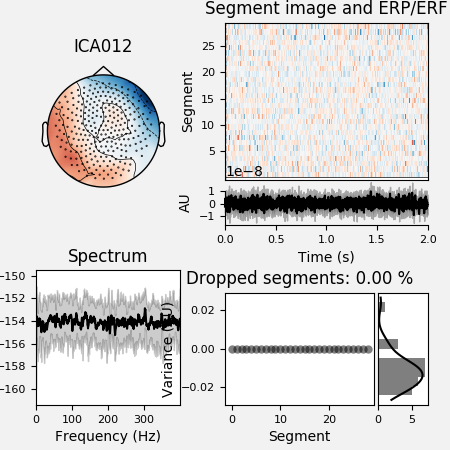 Segment image and ERP/ERF
ICA012
Segment
25
20
15
10
5
1e−8
AU
1
0
−1
0.0 0.5 1.0 1.5 2.0
Time (s)
Spectrum
−150
−152
−154
−156
−158
−160
0 100 200 300
Frequency (Hz)
Dropped segments: 0.00 %
Variance (AU)
0.02
0.00
−0.02
0 10 20
Segment
0 5